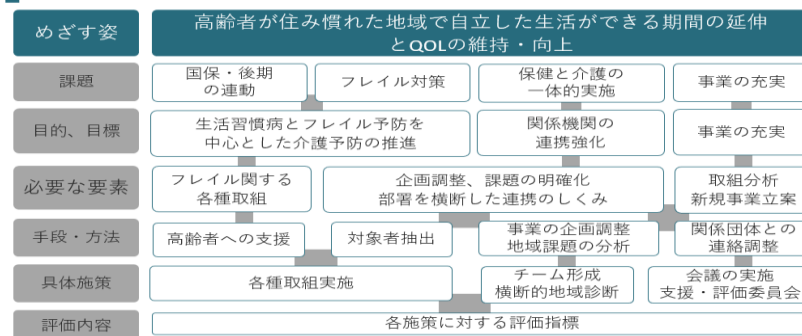 めざす姿
高齢者が住み慣れた地域で自立した生活ができる期間の延伸
とQOLの維持・向上
課題
国保・後期
の連動
フレイル対策
保健と介護の
一体的実施
事業の充実
目的、目標
生活習慣病とフレイル予防を
中心とした介護予防の推進
関係機関の
連携強化
事業の充実
必要な要素
フレイル関する
各種取組
企画調整、課題の明確化
部署を横断した連携のしくみ
取組分析
新規事業立案
手段・方法
高齢者への支援
対象者抽出
事業の企画調整
地域課題の分析
関係団体との
連絡調整
具体施策
各種取組実施
チーム形成
横断的地域診断
会議の実施
支援・評価委員会
評価内容
各施策に対する評価指標